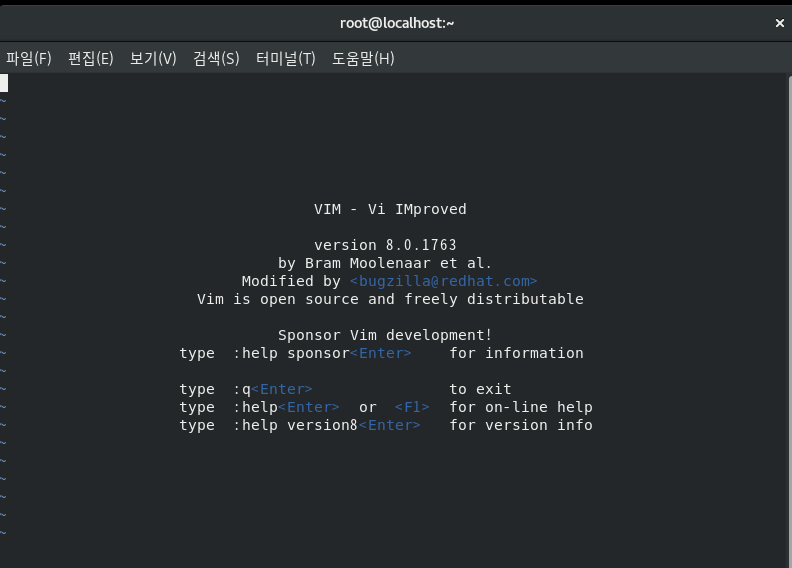 root@localhost:~ ×
파일(F) 편집(E) 보기(V) 검색(S) 터미널(T) 도움말(H)
~
~
~
~
~
~
~ VIM - Vi IMproved
~
~ version 8.0.1763
~ by Bram Moolenaar et al.
~ Modified by <bugzilla@redhat.com>
~ Vim is open source and freely distributable
~
~ Sponsor Vim development!
~ type :help sponsor<Enter> for information
~
~ type :q<Enter> to exit
~ type :help<Enter> or <F1> for on-line help
~ type :help version8<Enter> for version info
~
~
~
~
~
~